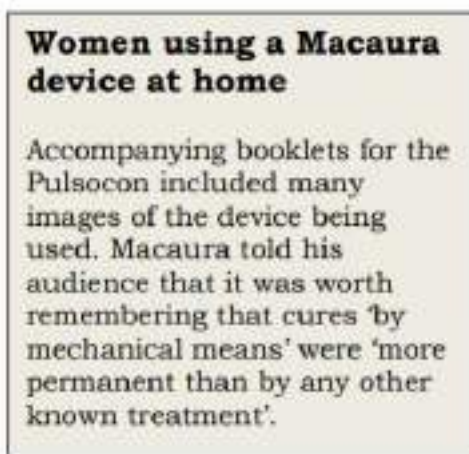 Women using a Macaura
device at home
Accompanying booklets for the
Pulsocon included many
images of the device being
used. Macaura told his
audience that it was worth
remembering that cures 'by
mechanical means' were 'more
permanent than by any other
known treatment'.